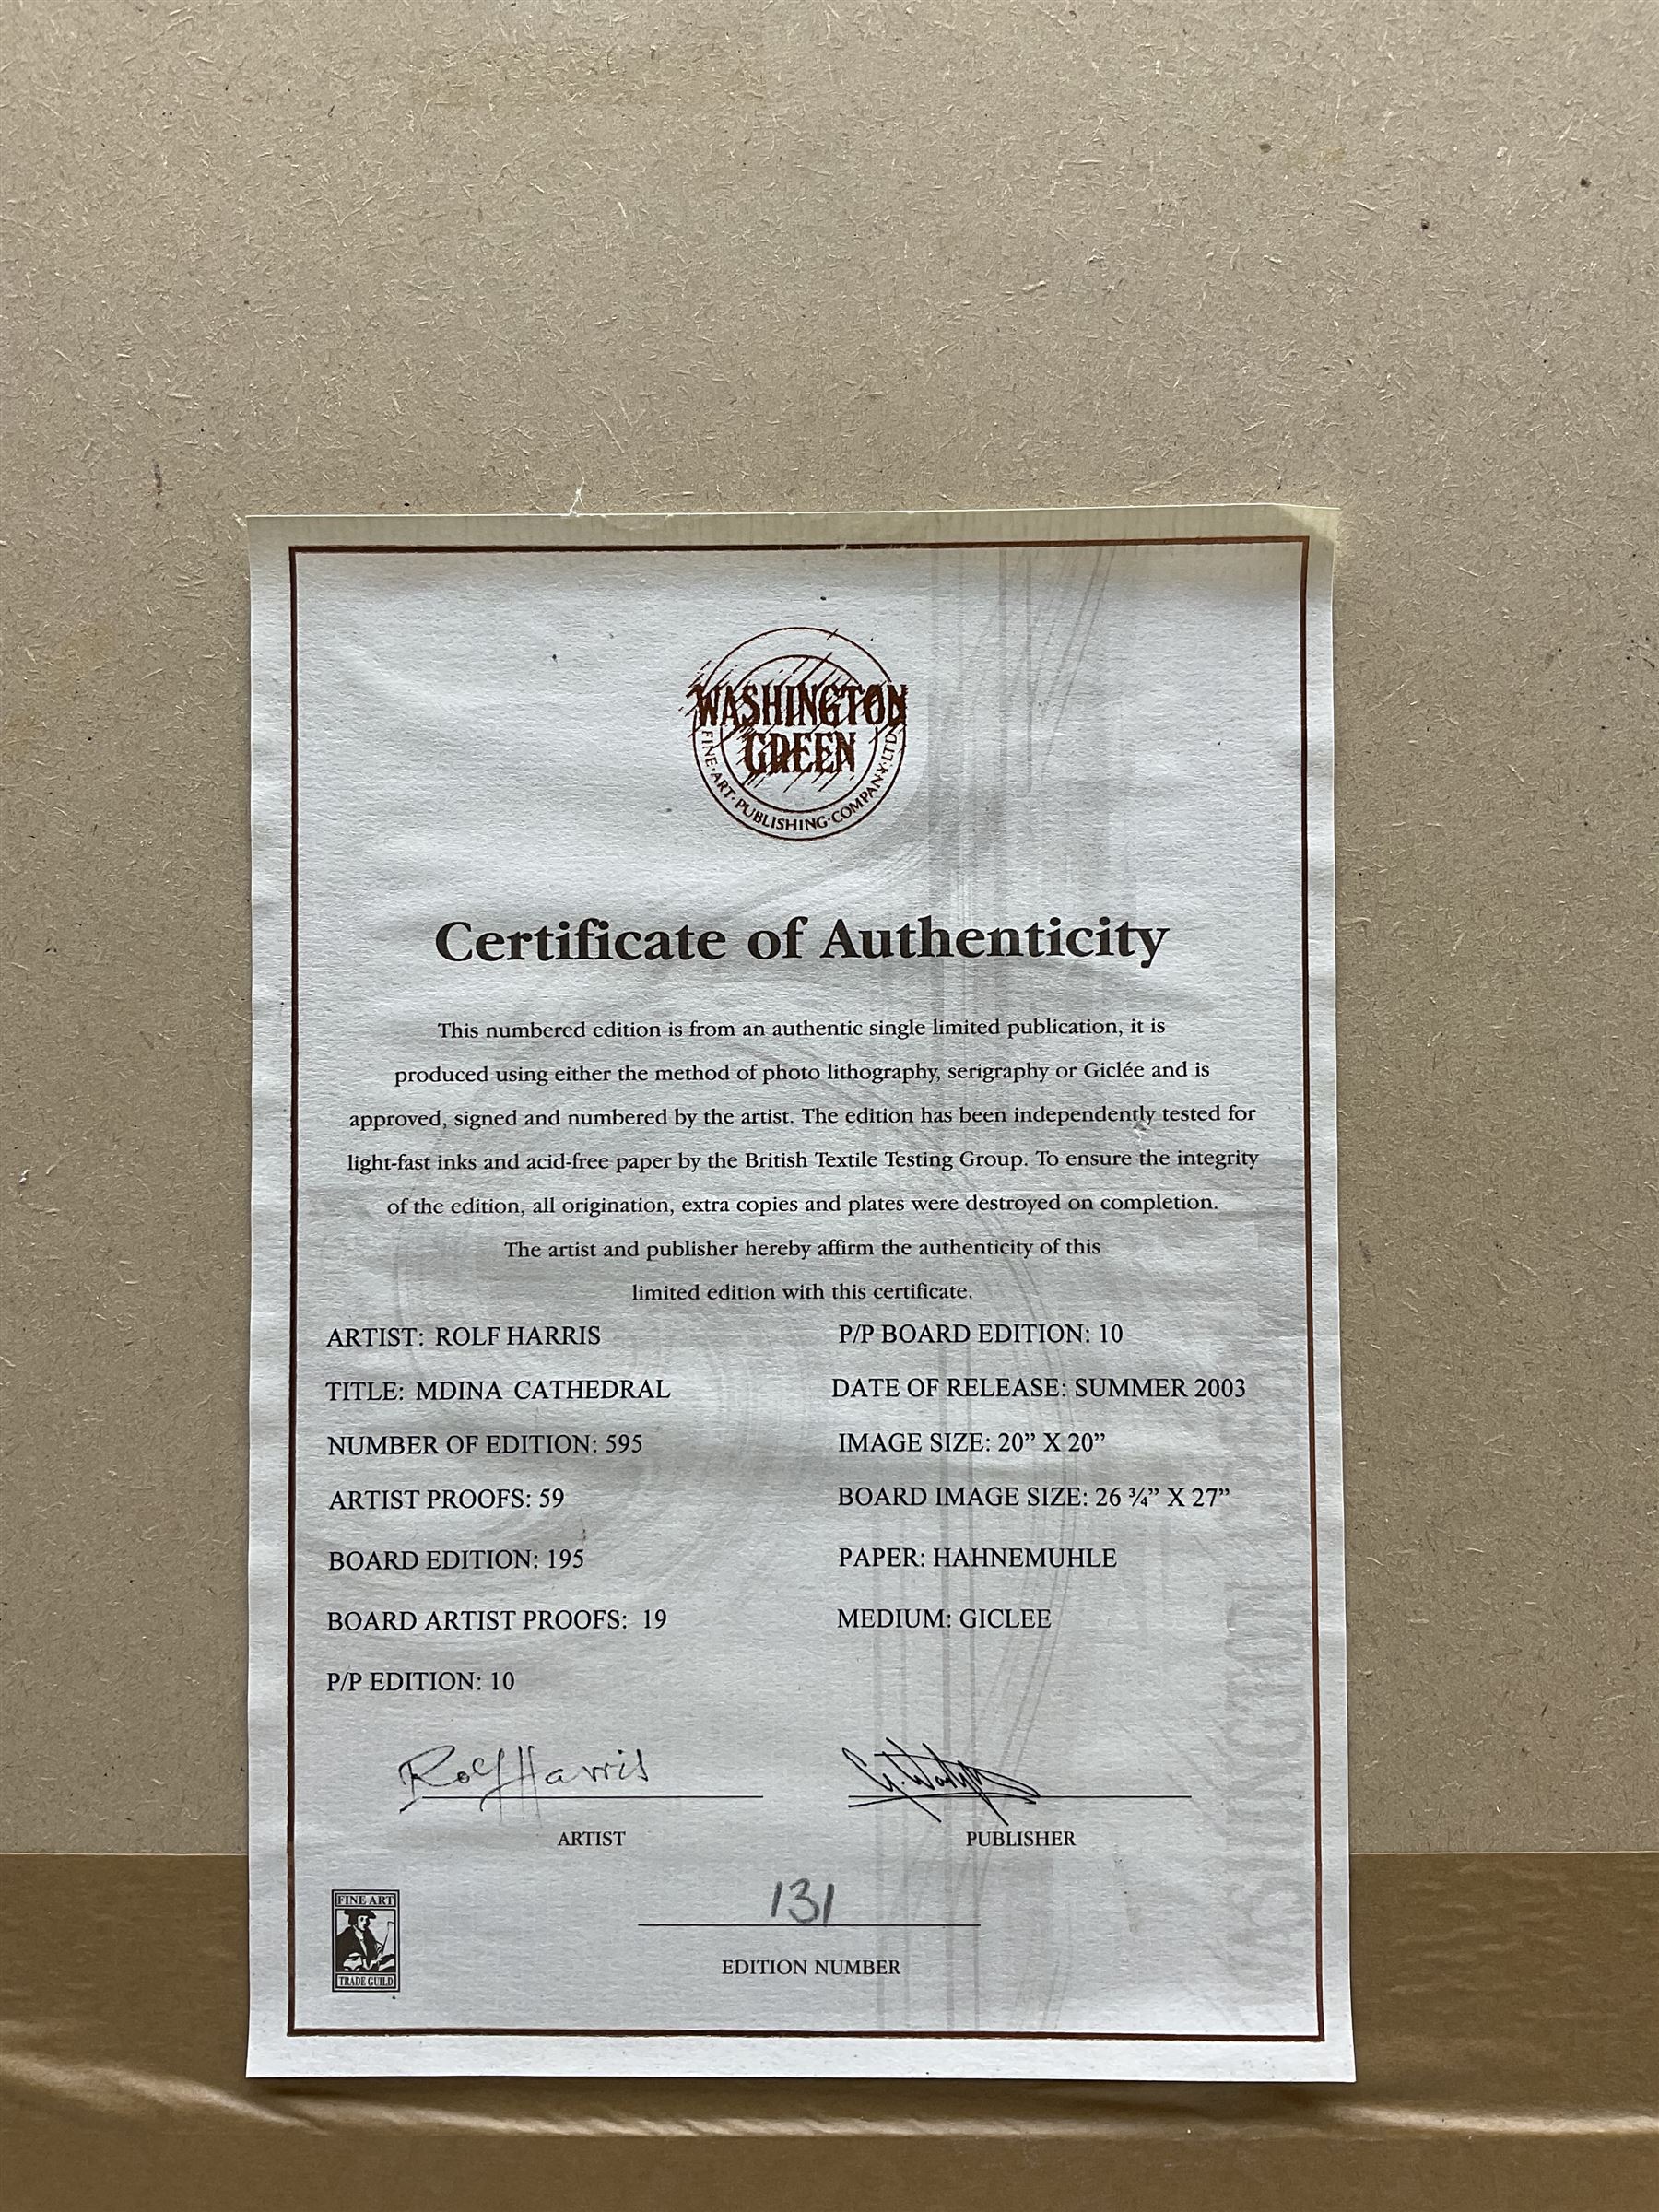 WASHINGTON
GREEN
FINE·ART·PUBLISHING·COMPANY·LTD
Certificate of Authenticity
This numbered edition is from an authentic single limited publication, it is
produced using either the method of photo lithography, serigraphy or Giclée and is
approved, signed and numbered by the artist. The edition has been independently tested for
light-fast inks and acid-free paper by the British Textile Testing Group. To ensure the integrity
of the edition, all origination, extra copies and plates were destroyed on completion.
The artist and publisher hereby affirm the authenticity of this
limited edition with this certificate.
ARTIST: ROLF HARRIS
P/P BOARD EDITION: 10
TITLE: MDINA CATHEDRAL
DATE OF RELEASE: SUMMER 2003
NUMBER OF EDITION: 595
IMAGE SIZE: 20” X 20”
ARTIST PROOFS: 59
BOARD IMAGE SIZE: 26 ¾” X 27”
BOARD EDITION: 195
PAPER: HAHNEMUHLE
BOARD ARTIST PROOFS: 19
MEDIUM: GICLEE
P/P EDITION: 10
Rolf Harris
ARTIST
PUBLISHER
131
EDITION NUMBER
FINE ART
TRADE GUILD